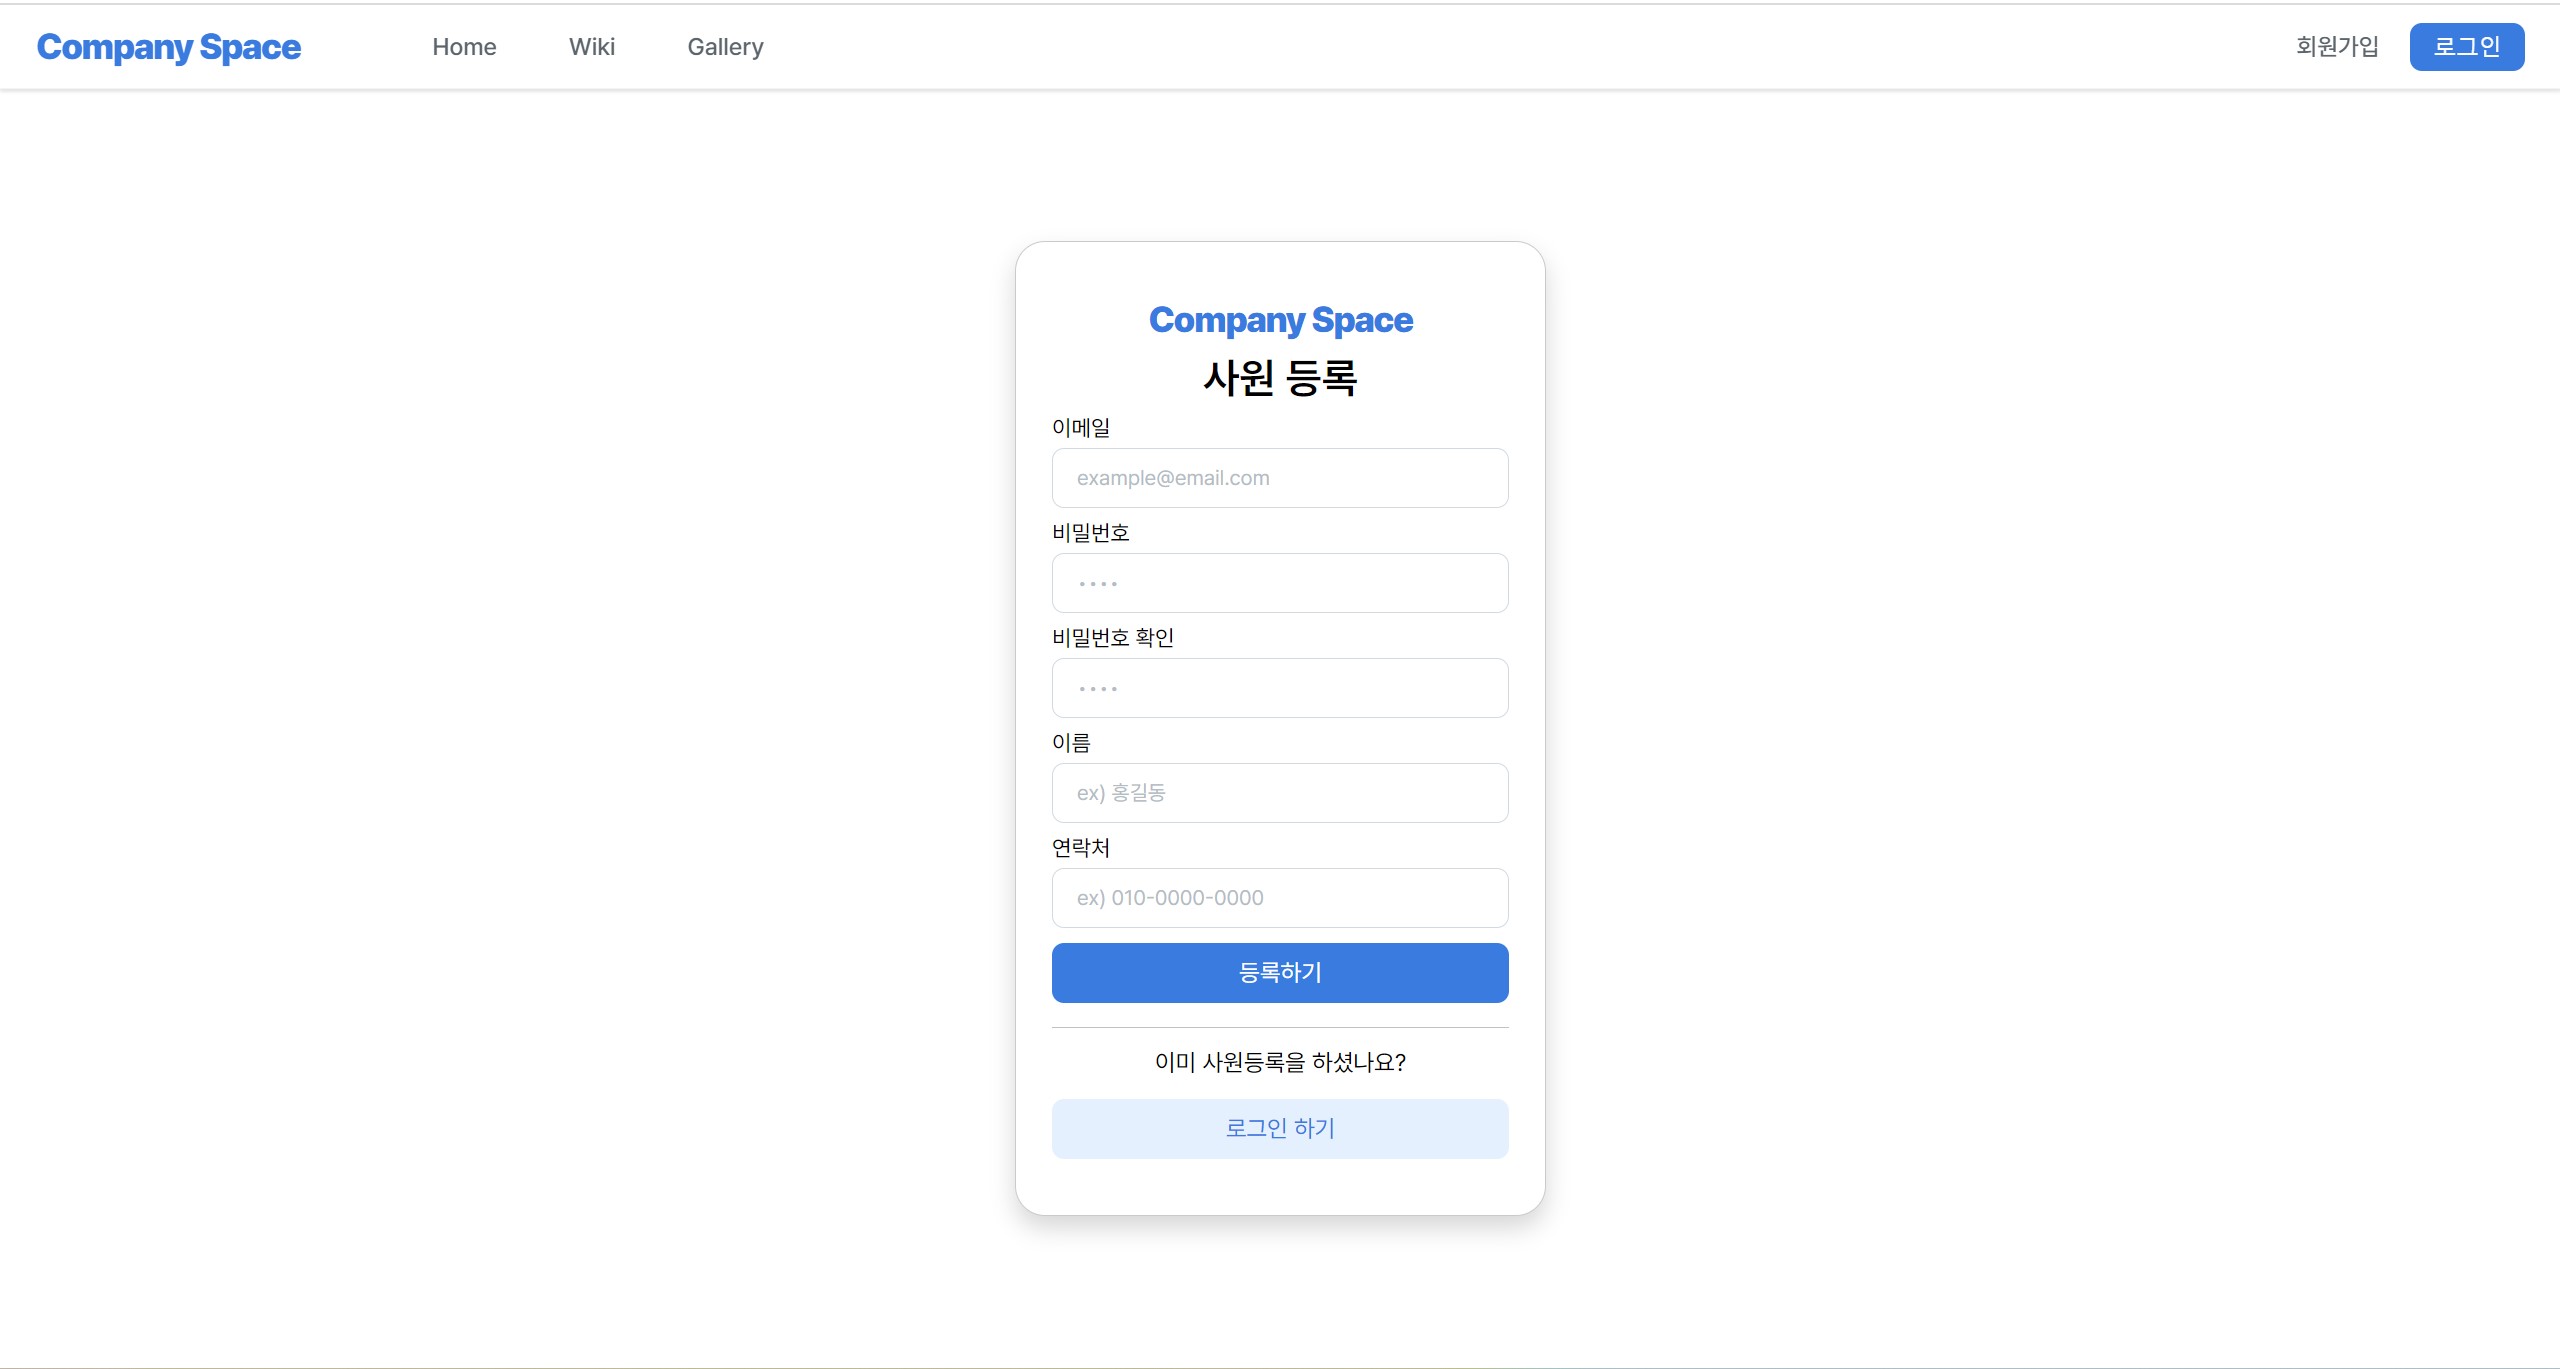 Company Space Home Wiki Gallery 회원가입 로그인
Company Space
사원 등록
이메일
example@email.com
비밀번호
••••
비밀번호 확인
••••
이름
ex) 홍길동
연락처
ex) 010-0000-0000
등록하기
이미 사원등록을 하셨나요?
로그인 하기